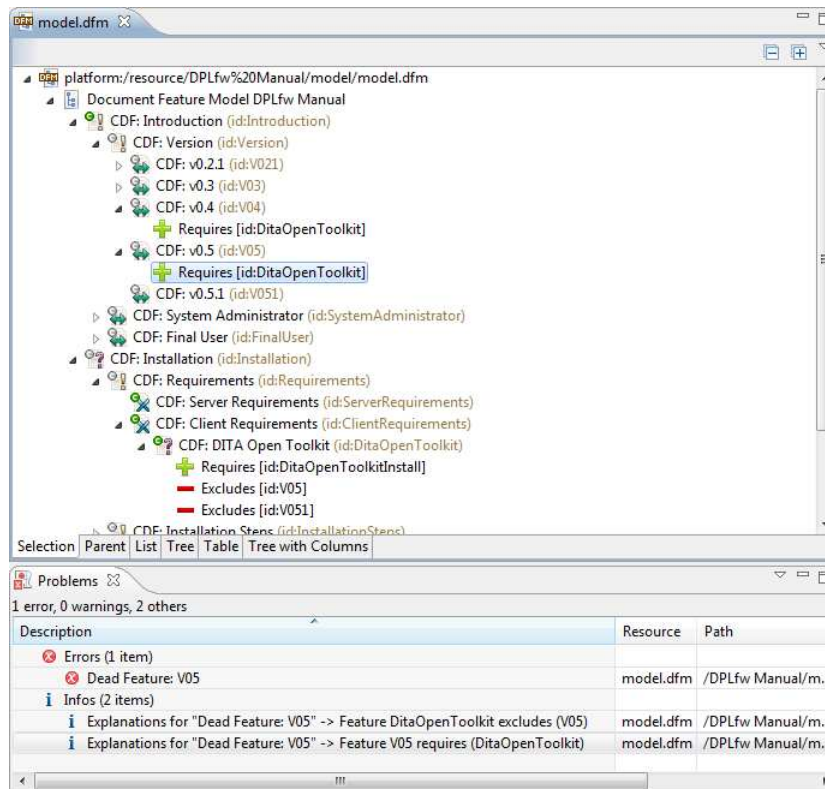 model.dfm
platform:/resource/DPLfw%20Manual/model/model.dfm
Document Feature Model DPLfw Manual
CDF: Introduction (id:Introduction)
CDF: Version (id:Version)
CDF: v0.2.1 (id:V021)
CDF: v0.3 (id:V03)
CDF: v0.4 (id:V04)
Requires [id:DitaOpenToolkit]
CDF: v0.5 (id:V05)
Requires [id:DitaOpenToolkit]
CDF: v0.5.1 (id:V051)
CDF: System Administrator (id:SystemAdministrator)
CDF: Final User (id:FinalUser)
CDF: Installation (id:Installation)
CDF: Requirements (id:Requirements)
CDF: Server Requirements (id:ServerRequirements)
CDF: Client Requirements (id:ClientRequirements)
CDF: DITA Open Toolkit (id:DitaOpenToolkit)
Requires [id:DitaOpenToolkitInstall]
Excludes [id:V05]
Excludes [id:V051]
CDF: Installation Steps (id:InstallationSteps)
Selection Parent List Tree Table Tree with Columns
Problems
1 error, 0 warnings, 2 others
Description Resource Path
Errors (1 item)
Dead Feature: V05 model.dfm /DPLfw Manual/m...
Infos (2 items)
Explanations for "Dead Feature: V05" -> Feature DitaOpenToolkit excludes (V05) model.dfm /DPLfw Manual/m...
Explanations for "Dead Feature: V05" -> Feature V05 requires (DitaOpenToolkit) model.dfm /DPLfw Manual/m...